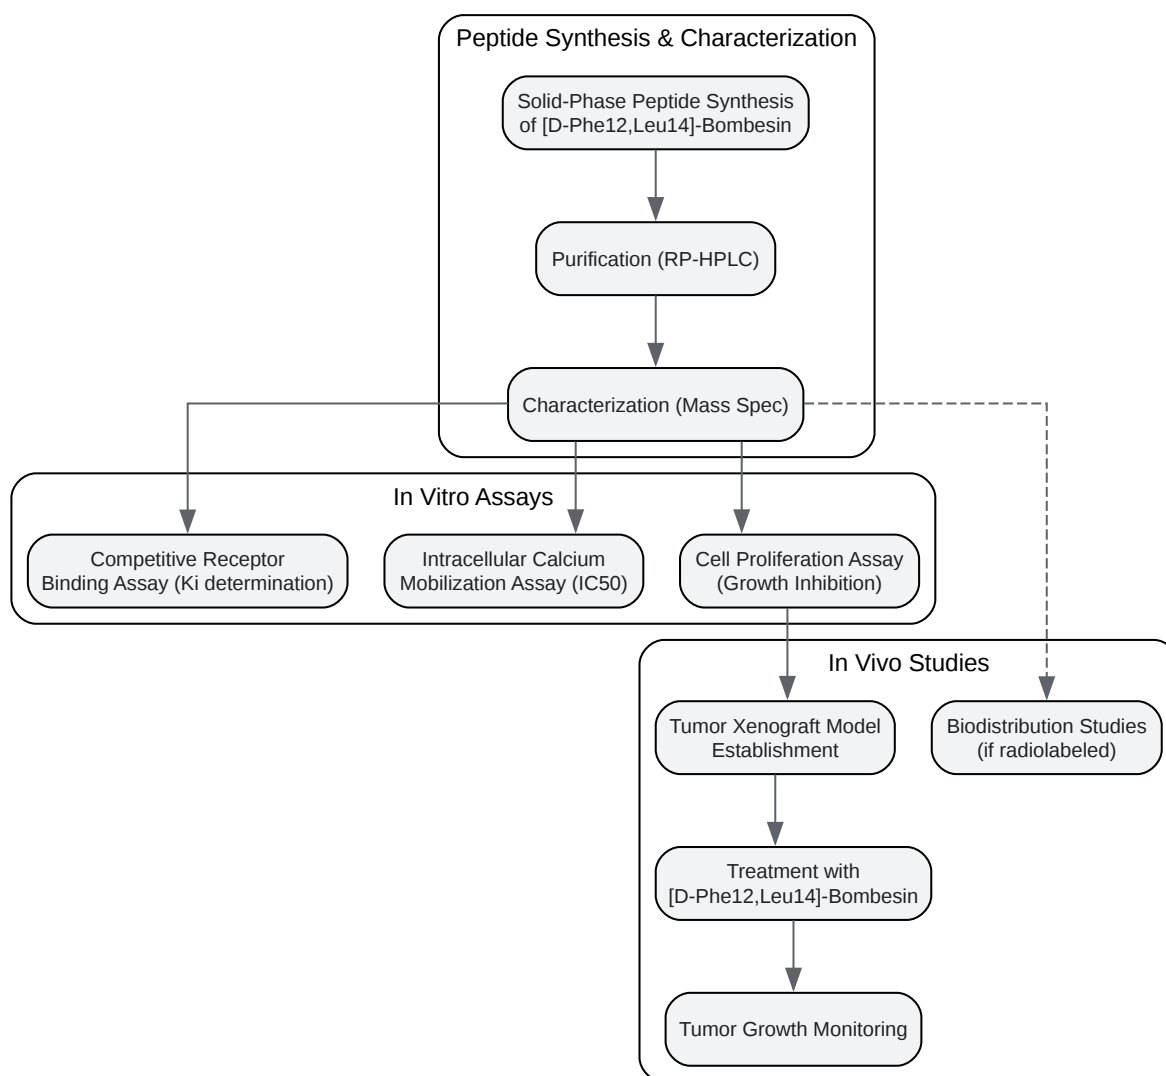 Peptide Synthesis & Characterization
Solid-Phase Peptide Synthesis
of [D-Phe12,Leu14]-Bombesin
Purification (RP-HPLC)
Characterization (Mass Spec)
In Vitro Assays
Competitive Receptor
Binding Assay (Ki determination)
Intracellular Calcium
Mobilization Assay (IC50)
Cell Proliferation Assay
(Growth Inhibition)
In Vivo Studies
Tumor Xenograft Model
Establishment
Biodistribution Studies
(if radiolabeled)
Treatment with
[D-Phe12,Leu14]-Bombesin
Tumor Growth Monitoring